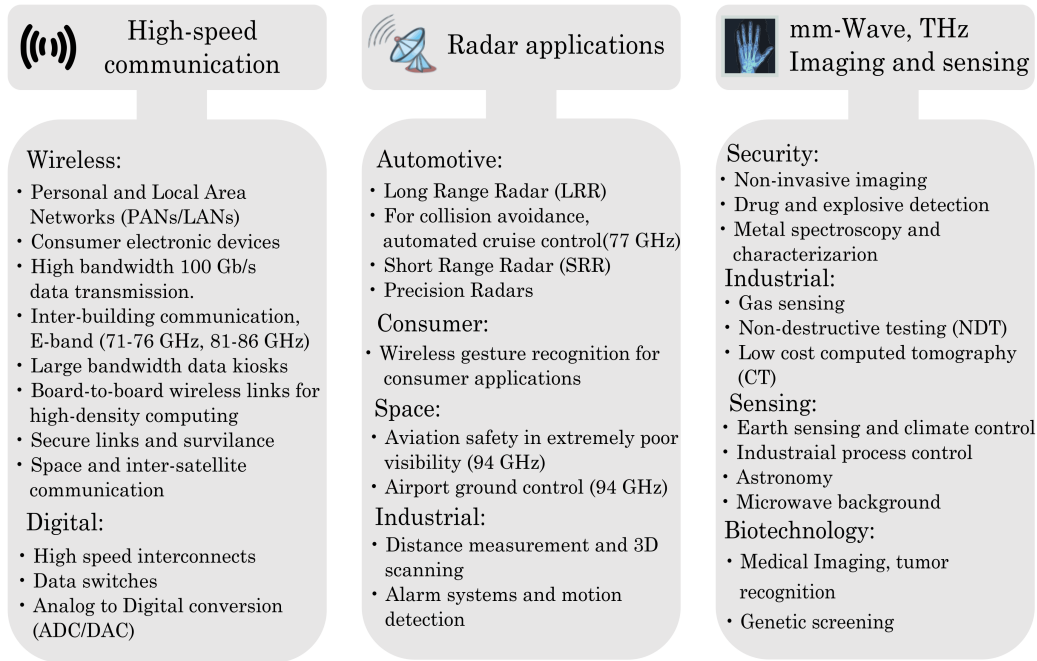 High-speed
communication
Wireless:
• Personal and Local Area
Networks (PANs/LANs)
• Consumer electronic devices
• High bandwidth 100 Gb/s
data transmission.
• Inter-building communication,
E-band (71-76 GHz, 81-86 GHz)
• Large bandwidth data kiosks
• Board-to-board wireless links for
high-density computing
• Secure links and survilance
• Space and inter-satellite
communication
Digital:
• High speed interconnects
• Data switches
• Analog to Digital conversion
(ADC/DAC)
Radar applications
Automotive:
• Long Range Radar (LRR)
• For collision avoidance,
automated cruise control(77 GHz)
• Short Range Radar (SRR)
• Precision Radars
Consumer:
• Wireless gesture recognition for
consumer applications
Space:
• Aviation safety in extremely poor
visibility (94 GHz)
• Airport ground control (94 GHz)
Industrial:
• Distance measurement and 3D
scanning
• Alarm systems and motion
detection
mm-Wave, THz
Imaging and sensing
Security:
• Non-invasive imaging
• Drug and explosive detection
• Metal spectroscopy and
characterizarion
Industrial:
• Gas sensing
• Non-destructive testing (NDT)
• Low cost computed tomography
(CT)
Sensing:
• Earth sensing and climate control
• Industraial process control
• Astronomy
• Microwave background
Biotechnology:
• Medical Imaging, tumor
recognition
• Genetic screening